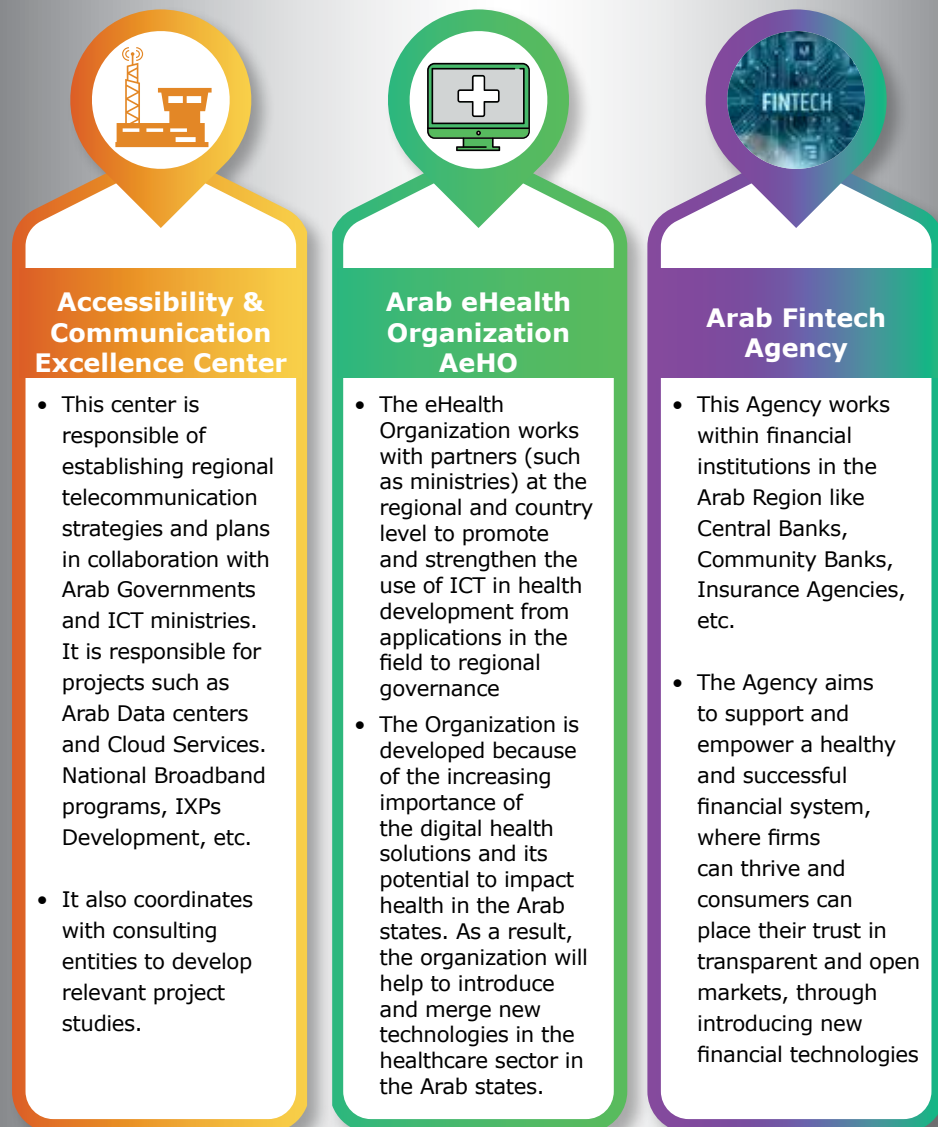 FINTECH
Accessibility &
Communication
Excellence Center
• This center is
responsible of
establishing regional
telecommunication
strategies and plans
in collaboration with
Arab Governments
and ICT ministries.
It is responsible for
projects such as
Arab Data centers
and Cloud Services.
National Broadband
programs, IXPs
Development, etc.
• It also coordinates
with consulting
entities to develop
relevant project
studies.
Arab eHealth
Organization
AeHO
• The eHealth
Organization works
with partners (such
as ministries) at the
regional and country
level to promote
and strengthen the
use of ICT in health
development from
applications in the
field to regional
governance
• The Organization is
developed because
of the increasing
importance of
the digital health
solutions and its
potential to impact
health in the Arab
states. As a result,
the organization will
help to introduce
and merge new
technologies in the
healthcare sector in
the Arab states.
Arab Fintech
Agency
• This Agency works
within financial
institutions in the
Arab Region like
Central Banks,
Community Banks,
Insurance Agencies,
etc.
• The Agency aims
to support and
empower a healthy
and successful
financial system,
where firms
can thrive and
consumers can
place their trust in
transparent and open
markets, through
introducing new
financial technologies